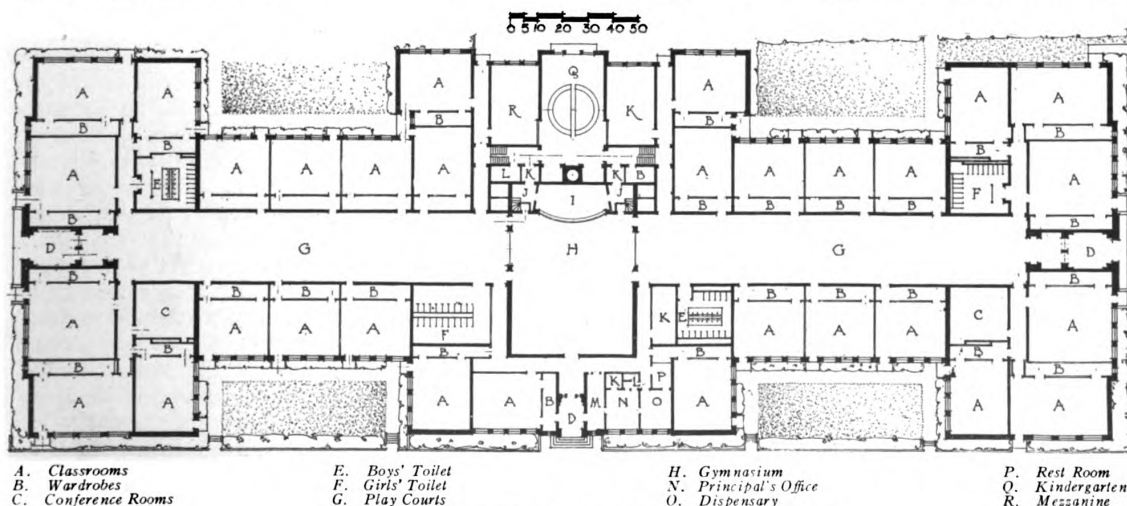 0 5 10 20 30 40 50
Q
A A A R K A A A
B B B B
A A A A A K A A A A A
B L K K B F
E J I J
B B B B B B
D G H G D
B B B B B B B B B
A C A A A F K E A A A C A
B B B B P B B B
A A A A B D M K L N O A A A
A. Classrooms E. Boys' Toilet H. Gymnasium P. Rest Room
B. Wardrobes F. Girls' Toilet N. Principal's Office Q. Kindergarten
C. Conference Rooms G. Play Courts O. Dispensary R. Mezzanine